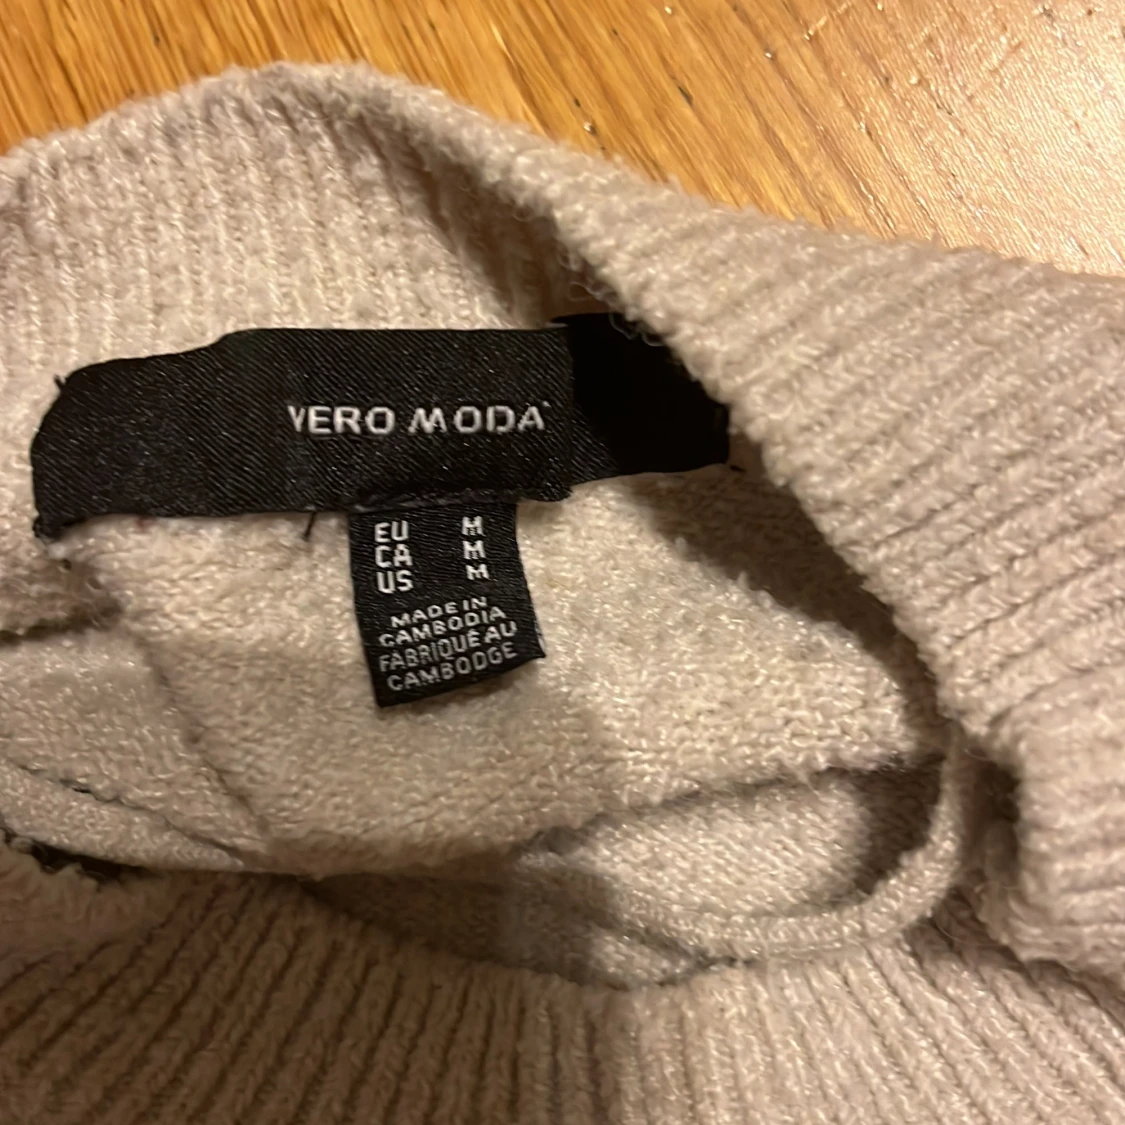 VERO MODA
EU M
CA M
US M
MADE IN
CAMBODIA
FABRIQUÉ AU
CAMBODGE